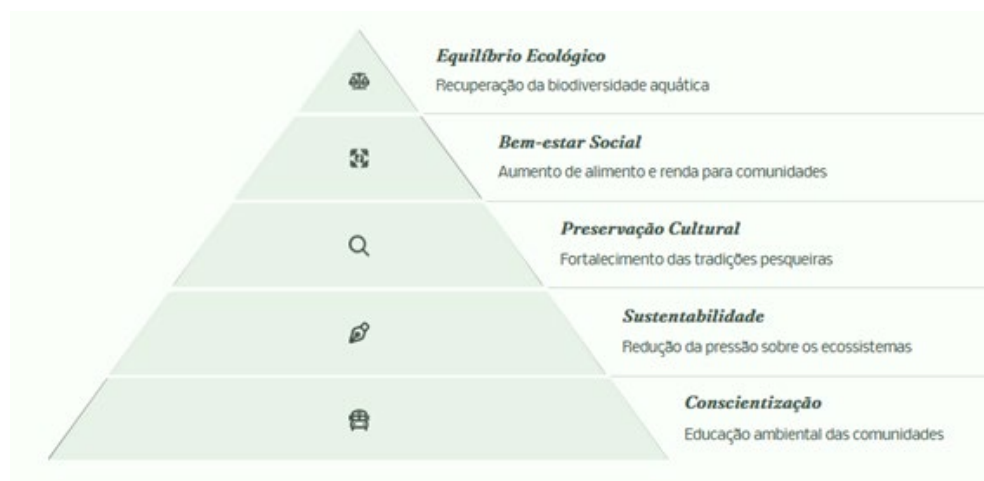 Equilíbrio Ecológico
Recuperação da biodiversidade aquática
Bem-estar Social
Aumento de alimento e renda para comunidades
Preservação Cultural
Fortalecimento das tradições pesqueiras
Sustentabilidade
Redução da pressão sobre os ecossistemas
Conscientização
Educação ambiental das comunidades